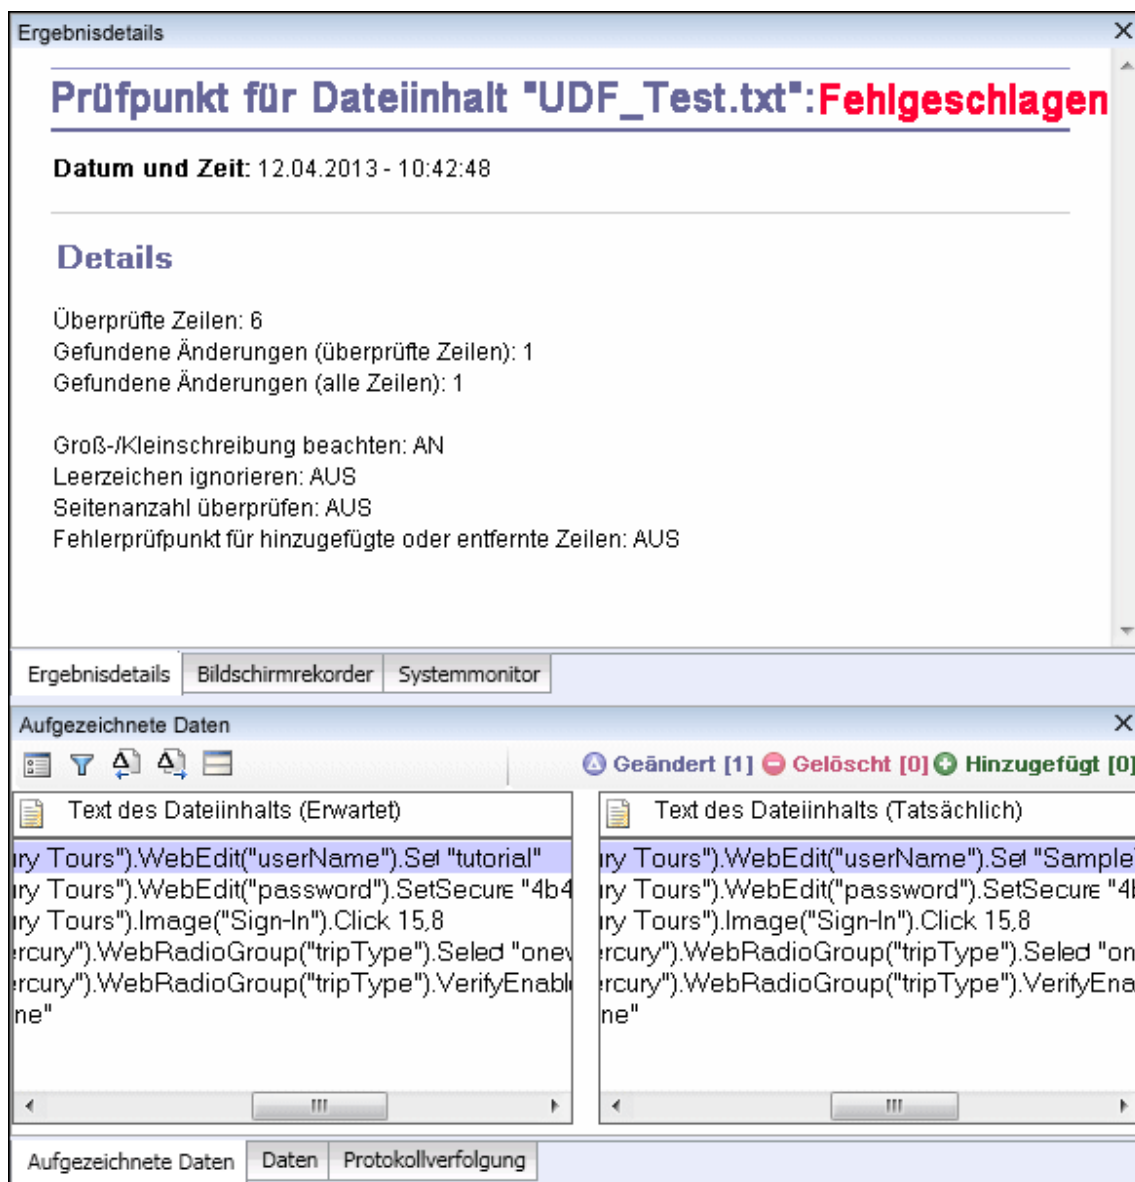 Ergebnisdetails
Prüfpunkt für Dateiinhalt "UDF_Test.txt":Fehlgeschlagen
Datum und Zeit: 12.04.2013 - 10:42:48
Details
Überprüfte Zeilen: 6
Gefundene Änderungen (überprüfte Zeilen): 1
Gefundene Änderungen (alle Zeilen): 1
Groß-/Kleinschreibung beachten: AN
Leerzeichen ignorieren: AUS
Seitenanzahl überprüfen: AUS
Fehlerprüfpunkt für hinzugefügte oder entfernte Zeilen: AUS
Ergebnisdetails Bildschirmrekorder Systemmonitor
Aufgezeichnete Daten
Geändert [1] Gelöscht [0] Hinzugefügt [0]
Text des Dateiinhalts (Erwartet)
ry Tours").WebEdit("userName").Set "tutorial"
ry Tours").WebEdit("password").SetSecure "4b4
ry Tours").Image("Sign-In").Click 15,8
rcury").WebRadioGroup("tripType").Select "onew
rcury").WebRadioGroup("tripType").VerifyEnable
ne"
Text des Dateiinhalts (Tatsächlich)
ry Tours").WebEdit("userName").Set "Sample"
ry Tours").WebEdit("password").SetSecure "4b
ry Tours").Image("Sign-In").Click 15,8
rcury").WebRadioGroup("tripType").Select "on
rcury").WebRadioGroup("tripType").VerifyEna
ne"
Aufgezeichnete Daten Daten Protokollverfolgung